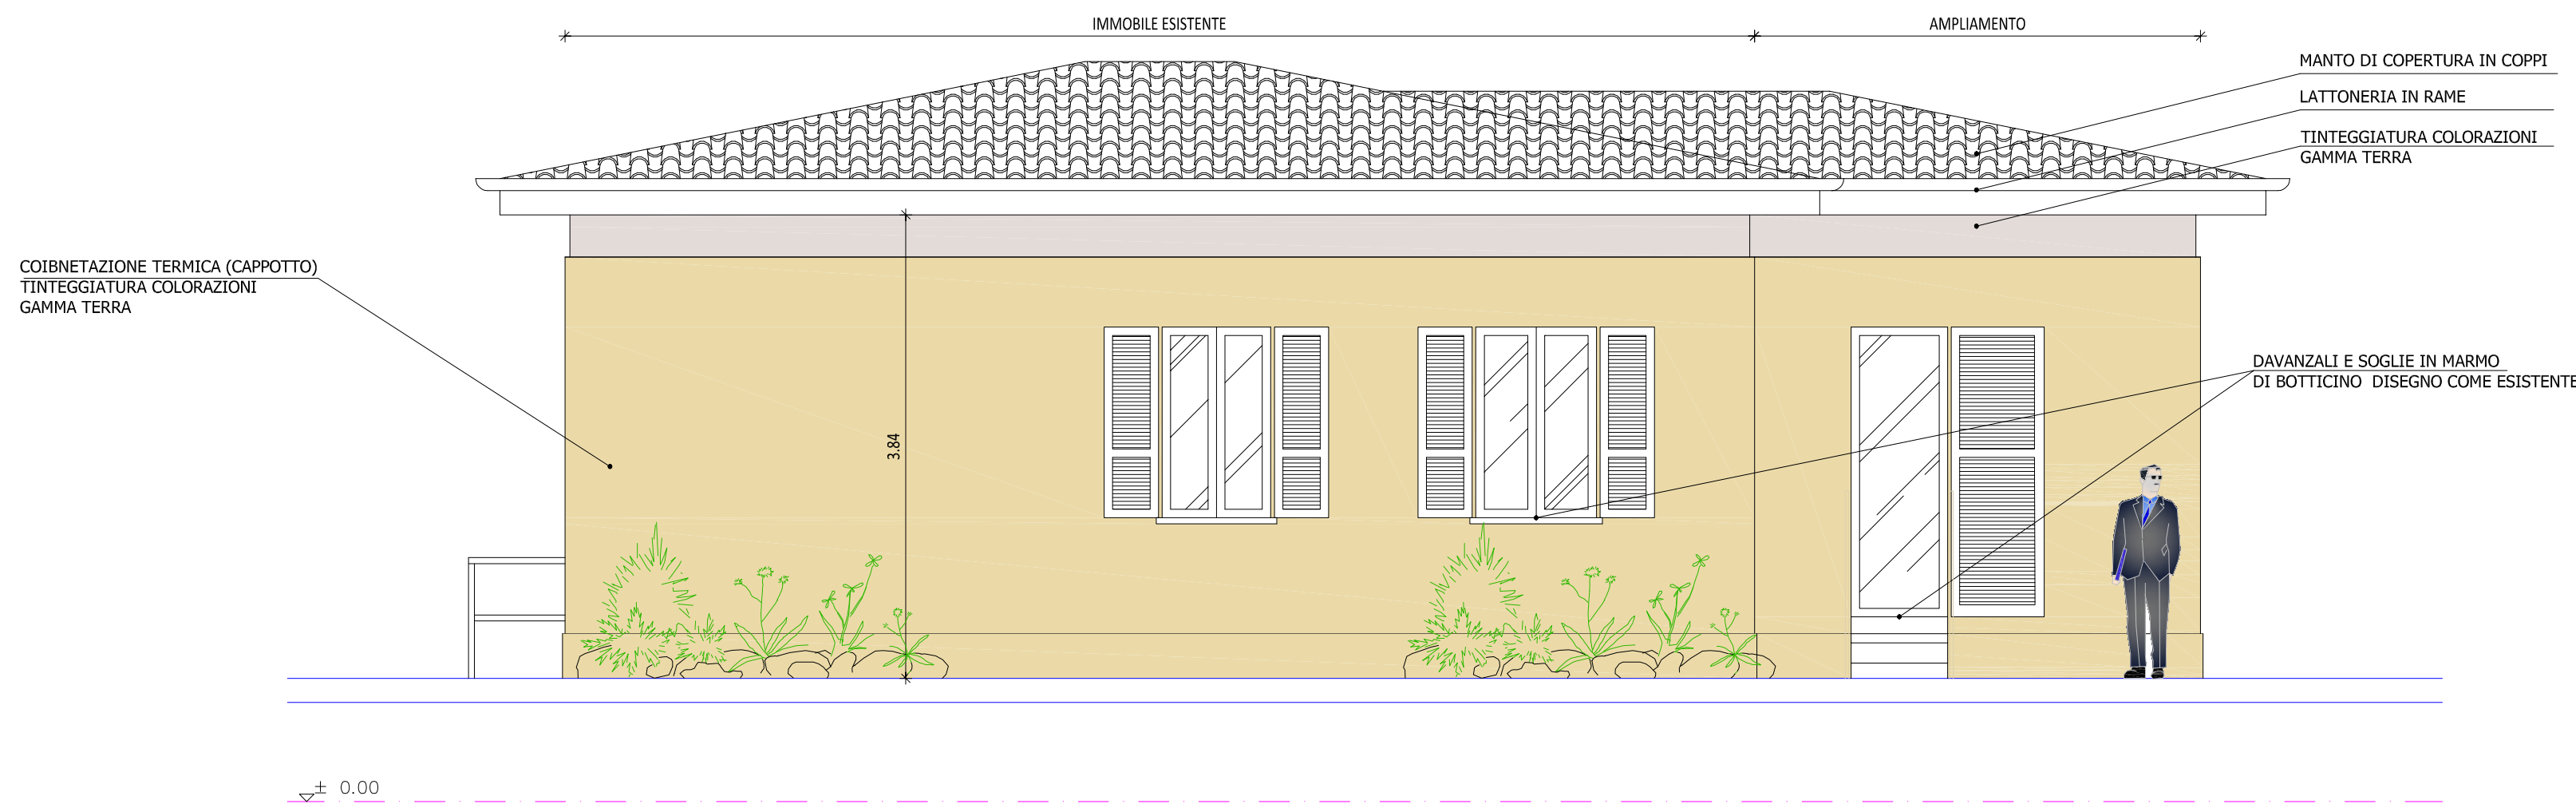 IMMOBILE ESISTENTE
AMPLIAMENTO
MANTO DI COPERTURA IN COPPI
LATTONERIA IN RAME
TINTEGGIATURA COLORAZIONI
GAMMA TERRA
COIBNETAZIONE TERMICA (CAPPOTTO)
TINTEGGIATURA COLORAZIONI
GAMMA TERRA
DAVANZALI E SOGLIE IN MARMO
DI BOTTICINO DISEGNO COME ESISTENTE
3.84
± 0.00